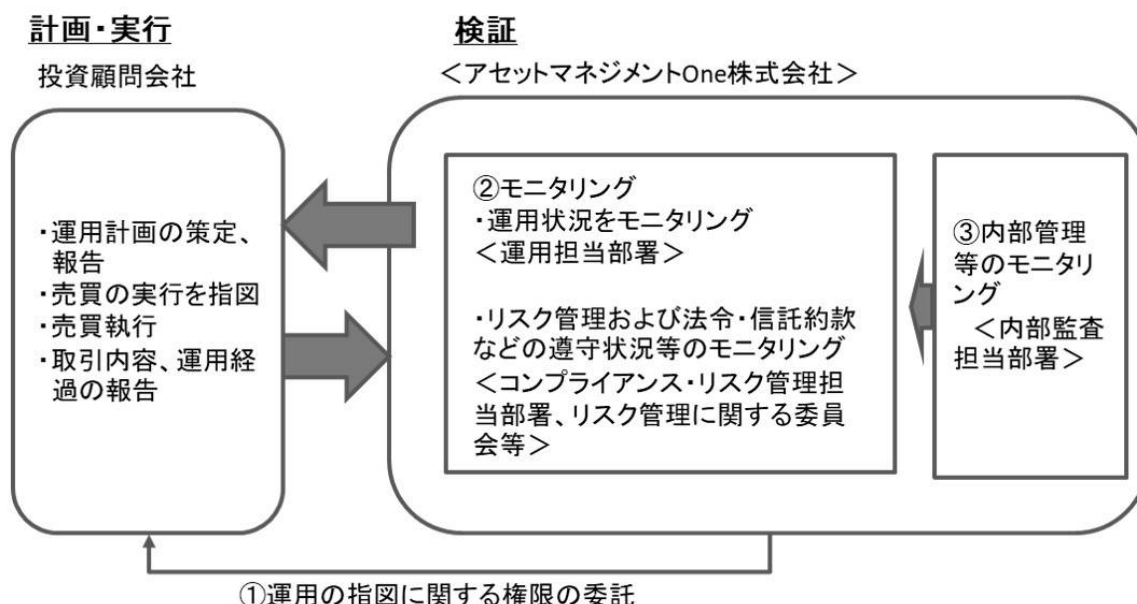 計画・実行
投資顧問会社
・運用計画の策定、
報告
・売買の実行を指図
・売買執行
・取引内容、運用経
過の報告
検証
＜アセットマネジメントOne株式会社＞
②モニタリング
・運用状況をモニタリング
＜運用担当部署＞
・リスク管理および法令・信託約款
などの遵守状況等のモニタリング
＜コンプライアンス・リスク管理担
当部署、リスク管理に関する委員
会等＞
③内部管理
等のモニタリ
ング
＜内部監査
担当部署＞
①運用の指図に関する権限の委託